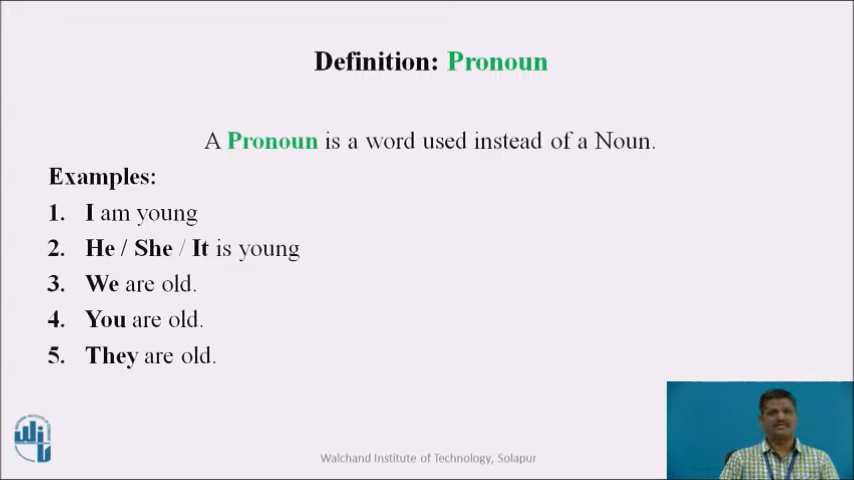 Definition: Pronoun
A Pronoun is a word used instead of a Noun.
Examples:
1. I am young
2. He / She / It is young
3. We are old.
4. You are old.
5. They are old.
Walchand Institute of Technology, Solapur